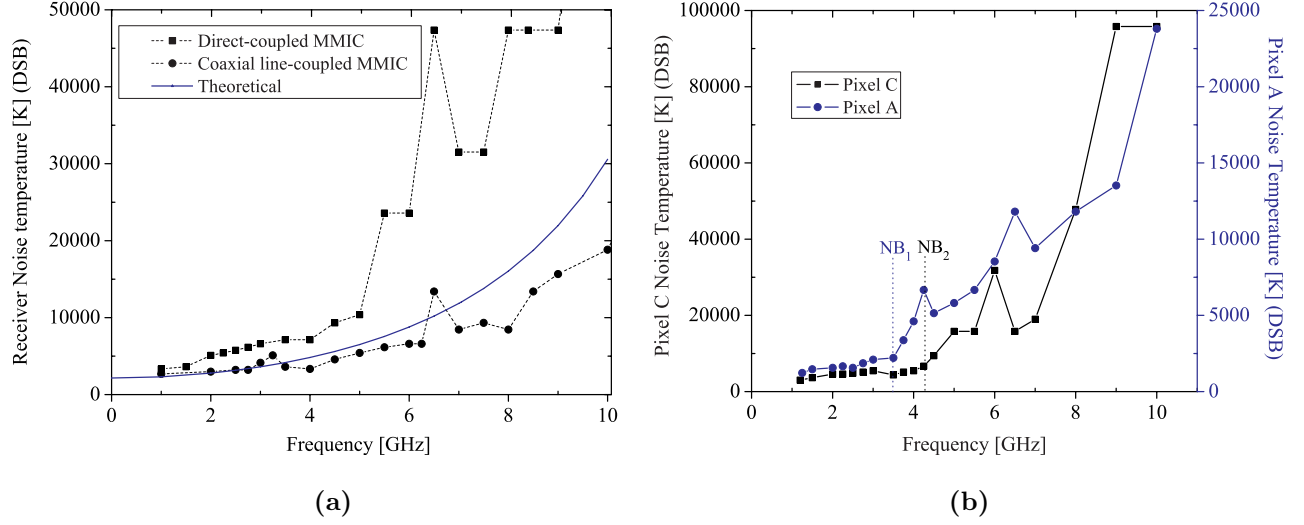 Receiver Noise temperature [K] (DSB)
50000
40000
30000
20000
10000
0
Direct-coupled MMIC
Coaxial line-coupled MMIC
Theoretical
0 2 4 6 8 10
Frequency [GHz]
(a)
Pixel C Noise Temperature [K] (DSB)
100000
80000
60000
40000
20000
0
Pixel C
Pixel A
NB1 NB2
25000
20000
15000
10000
5000
0
Pixel A Noise Temperature [K] (DSB)
0 2 4 6 8 10
Frequency [GHz]
(b)